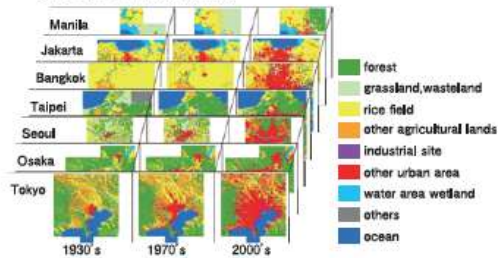 Manila
Jakarta
Bangkok
Taipei
Seoul
Osaka
Tokyo
1930's
1970's
2000's
forest
grassland,wasteland
rice field
other agricultural lands
industrial site
other urban area
water area wetland
others
ocean